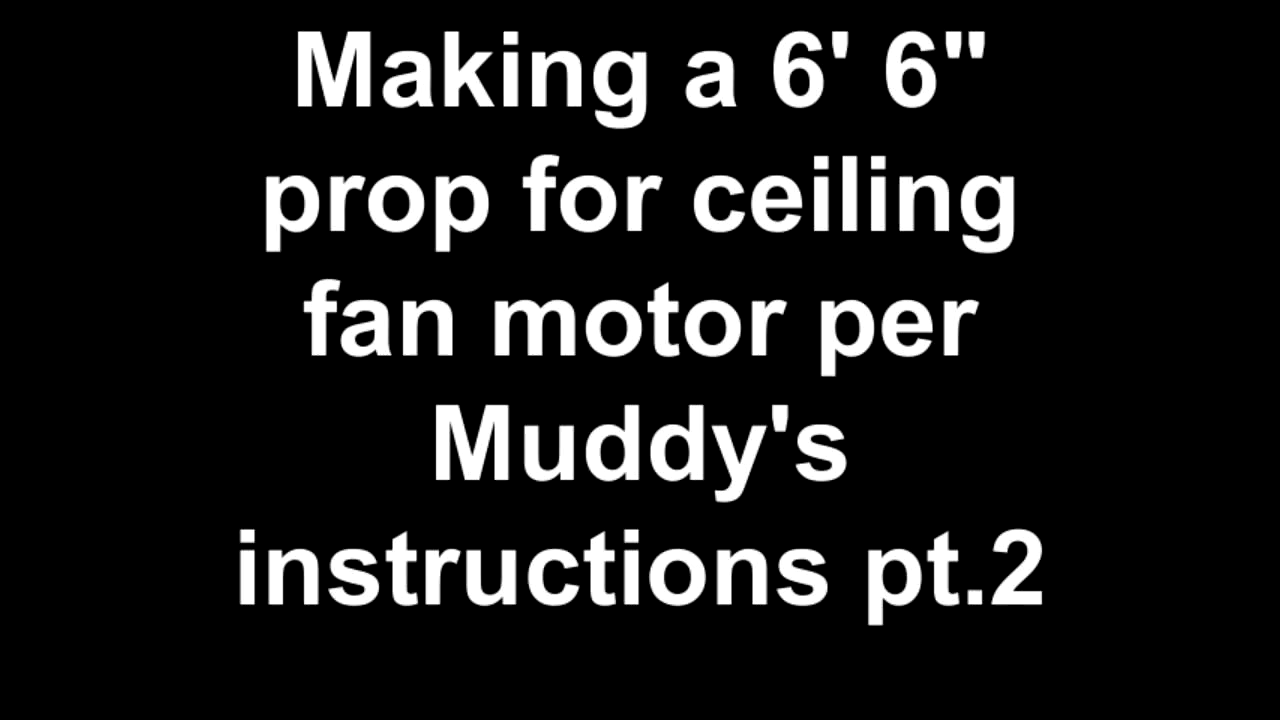 Making a 6' 6"
prop for ceiling
fan motor per
Muddy's
instructions pt.2